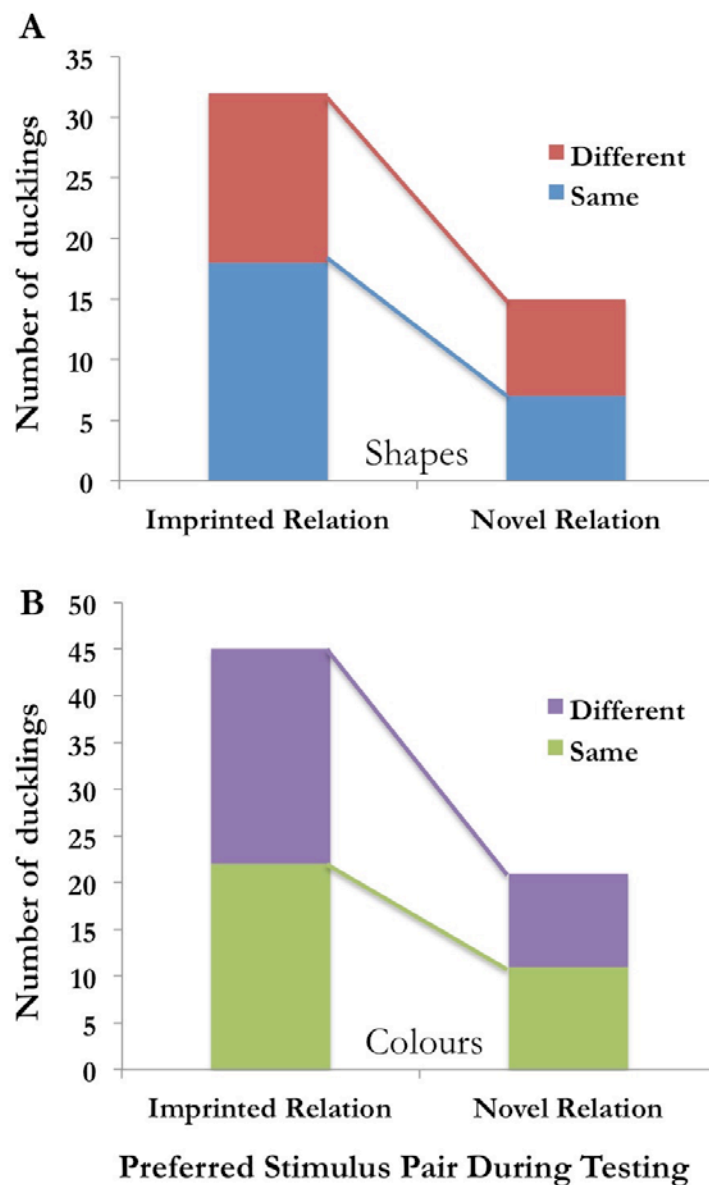 A
35
30
25
20
15
10
5
0
Number of ducklings
Different
Same
Shapes
Imprinted Relation Novel Relation
B
50
45
40
35
30
25
20
15
10
5
0
Number of ducklings
Different
Same
Colours
Imprinted Relation Novel Relation
Preferred Stimulus Pair During Testing